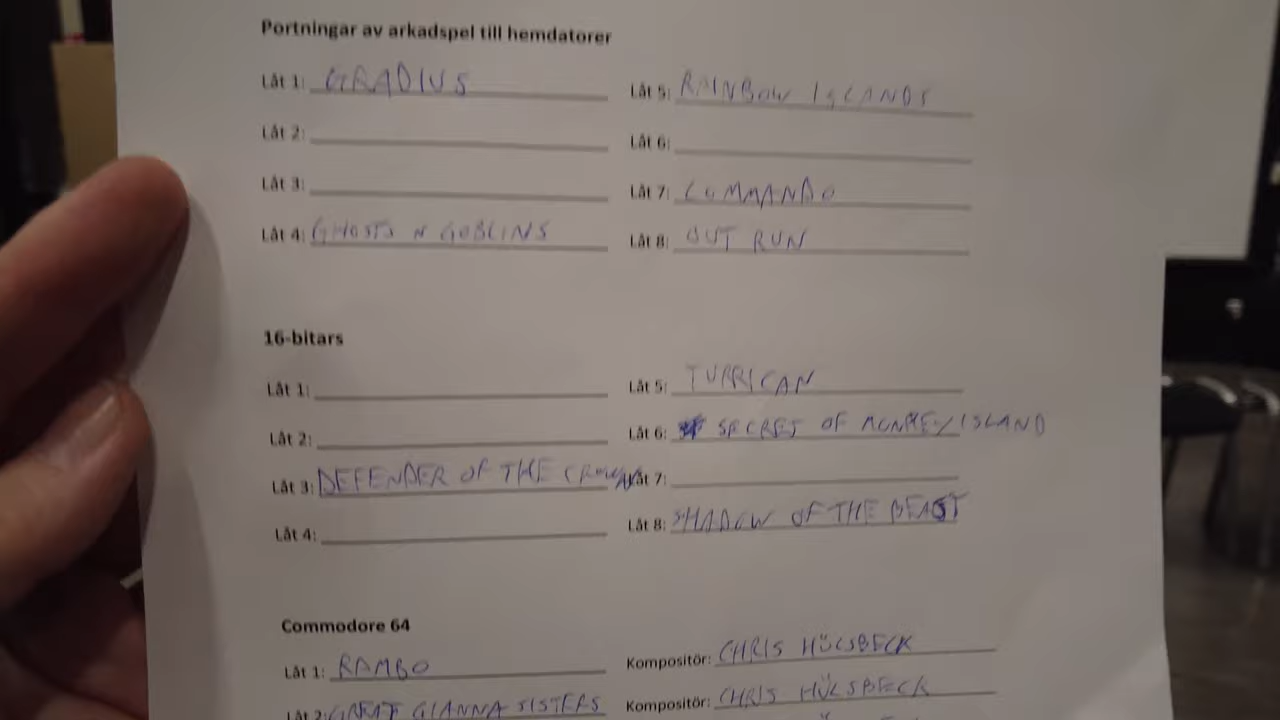 Portningar av arkadspel till hemdatorer
Låt 1: GRADIUS
Låt 5: RAINBOW ISLANDS
Låt 2:
Låt 6:
Låt 3:
Låt 7: COMMANDO
Låt 4: GHOSTS N GOBLINS
Låt 8: OUT RUN
16-bitars
Låt 1:
Låt 5: TURRICAN
Låt 2:
Låt 6: SECRET OF MONKEY ISLAND
Låt 3: DEFENDER OF THE CROWN
Låt 7:
Låt 4:
Låt 8: SHADOW OF THE BEAST
Commodore 64
Låt 1: RAMBO
Kompositör: CHRIS HÜLSBECK
Låt 2: GREAT GIANNA SISTERS
Kompositör: CHRIS HÜLSBECK